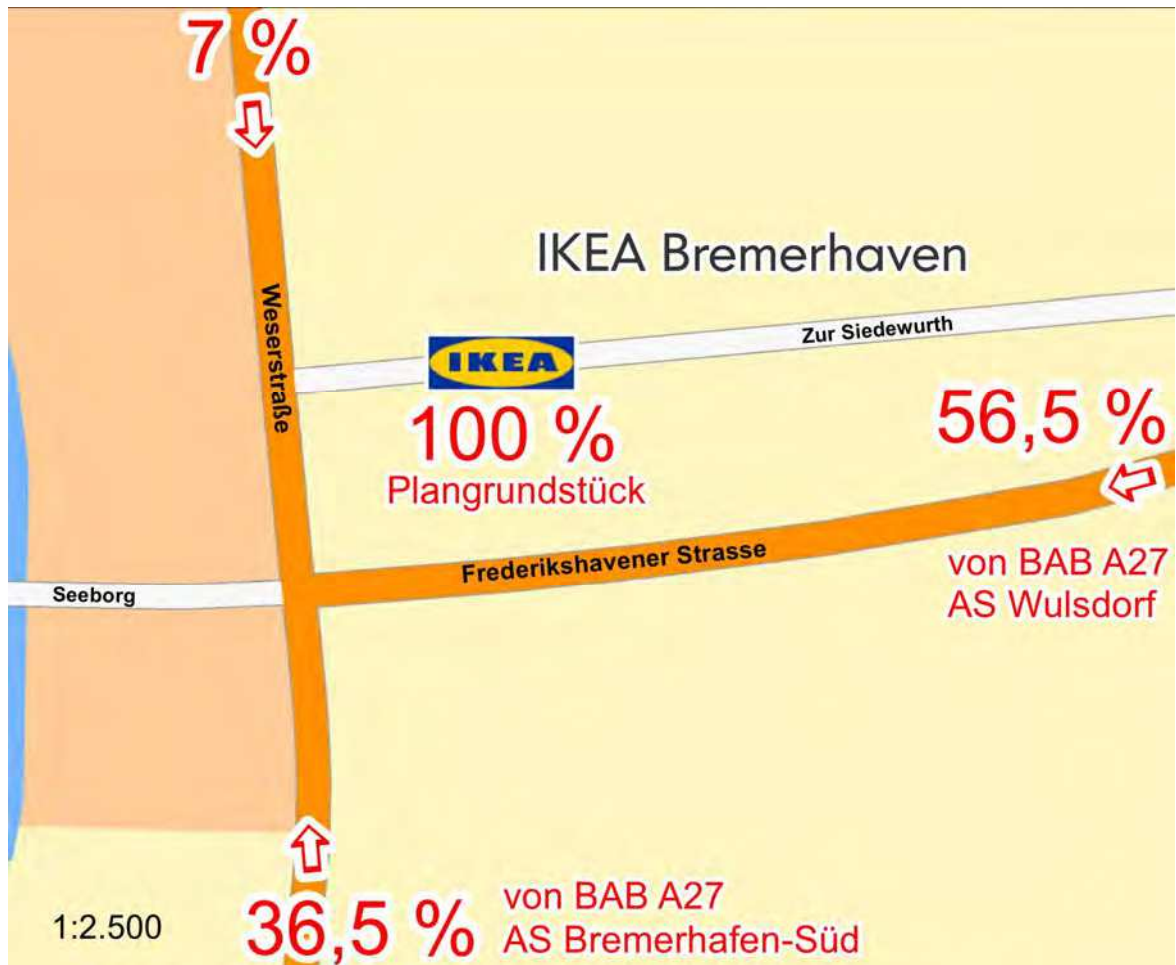 7 %
IKEA Bremerhaven
Weserstraße
Zur Siedewurth
IKEA
100 %
Plangrundstück
56,5 %
Frederikshavener Strasse
von BAB A27
AS Wulsdorf
Seeborg
1:2.500
36,5 %
von BAB A27
AS Bremerhafen-Süd